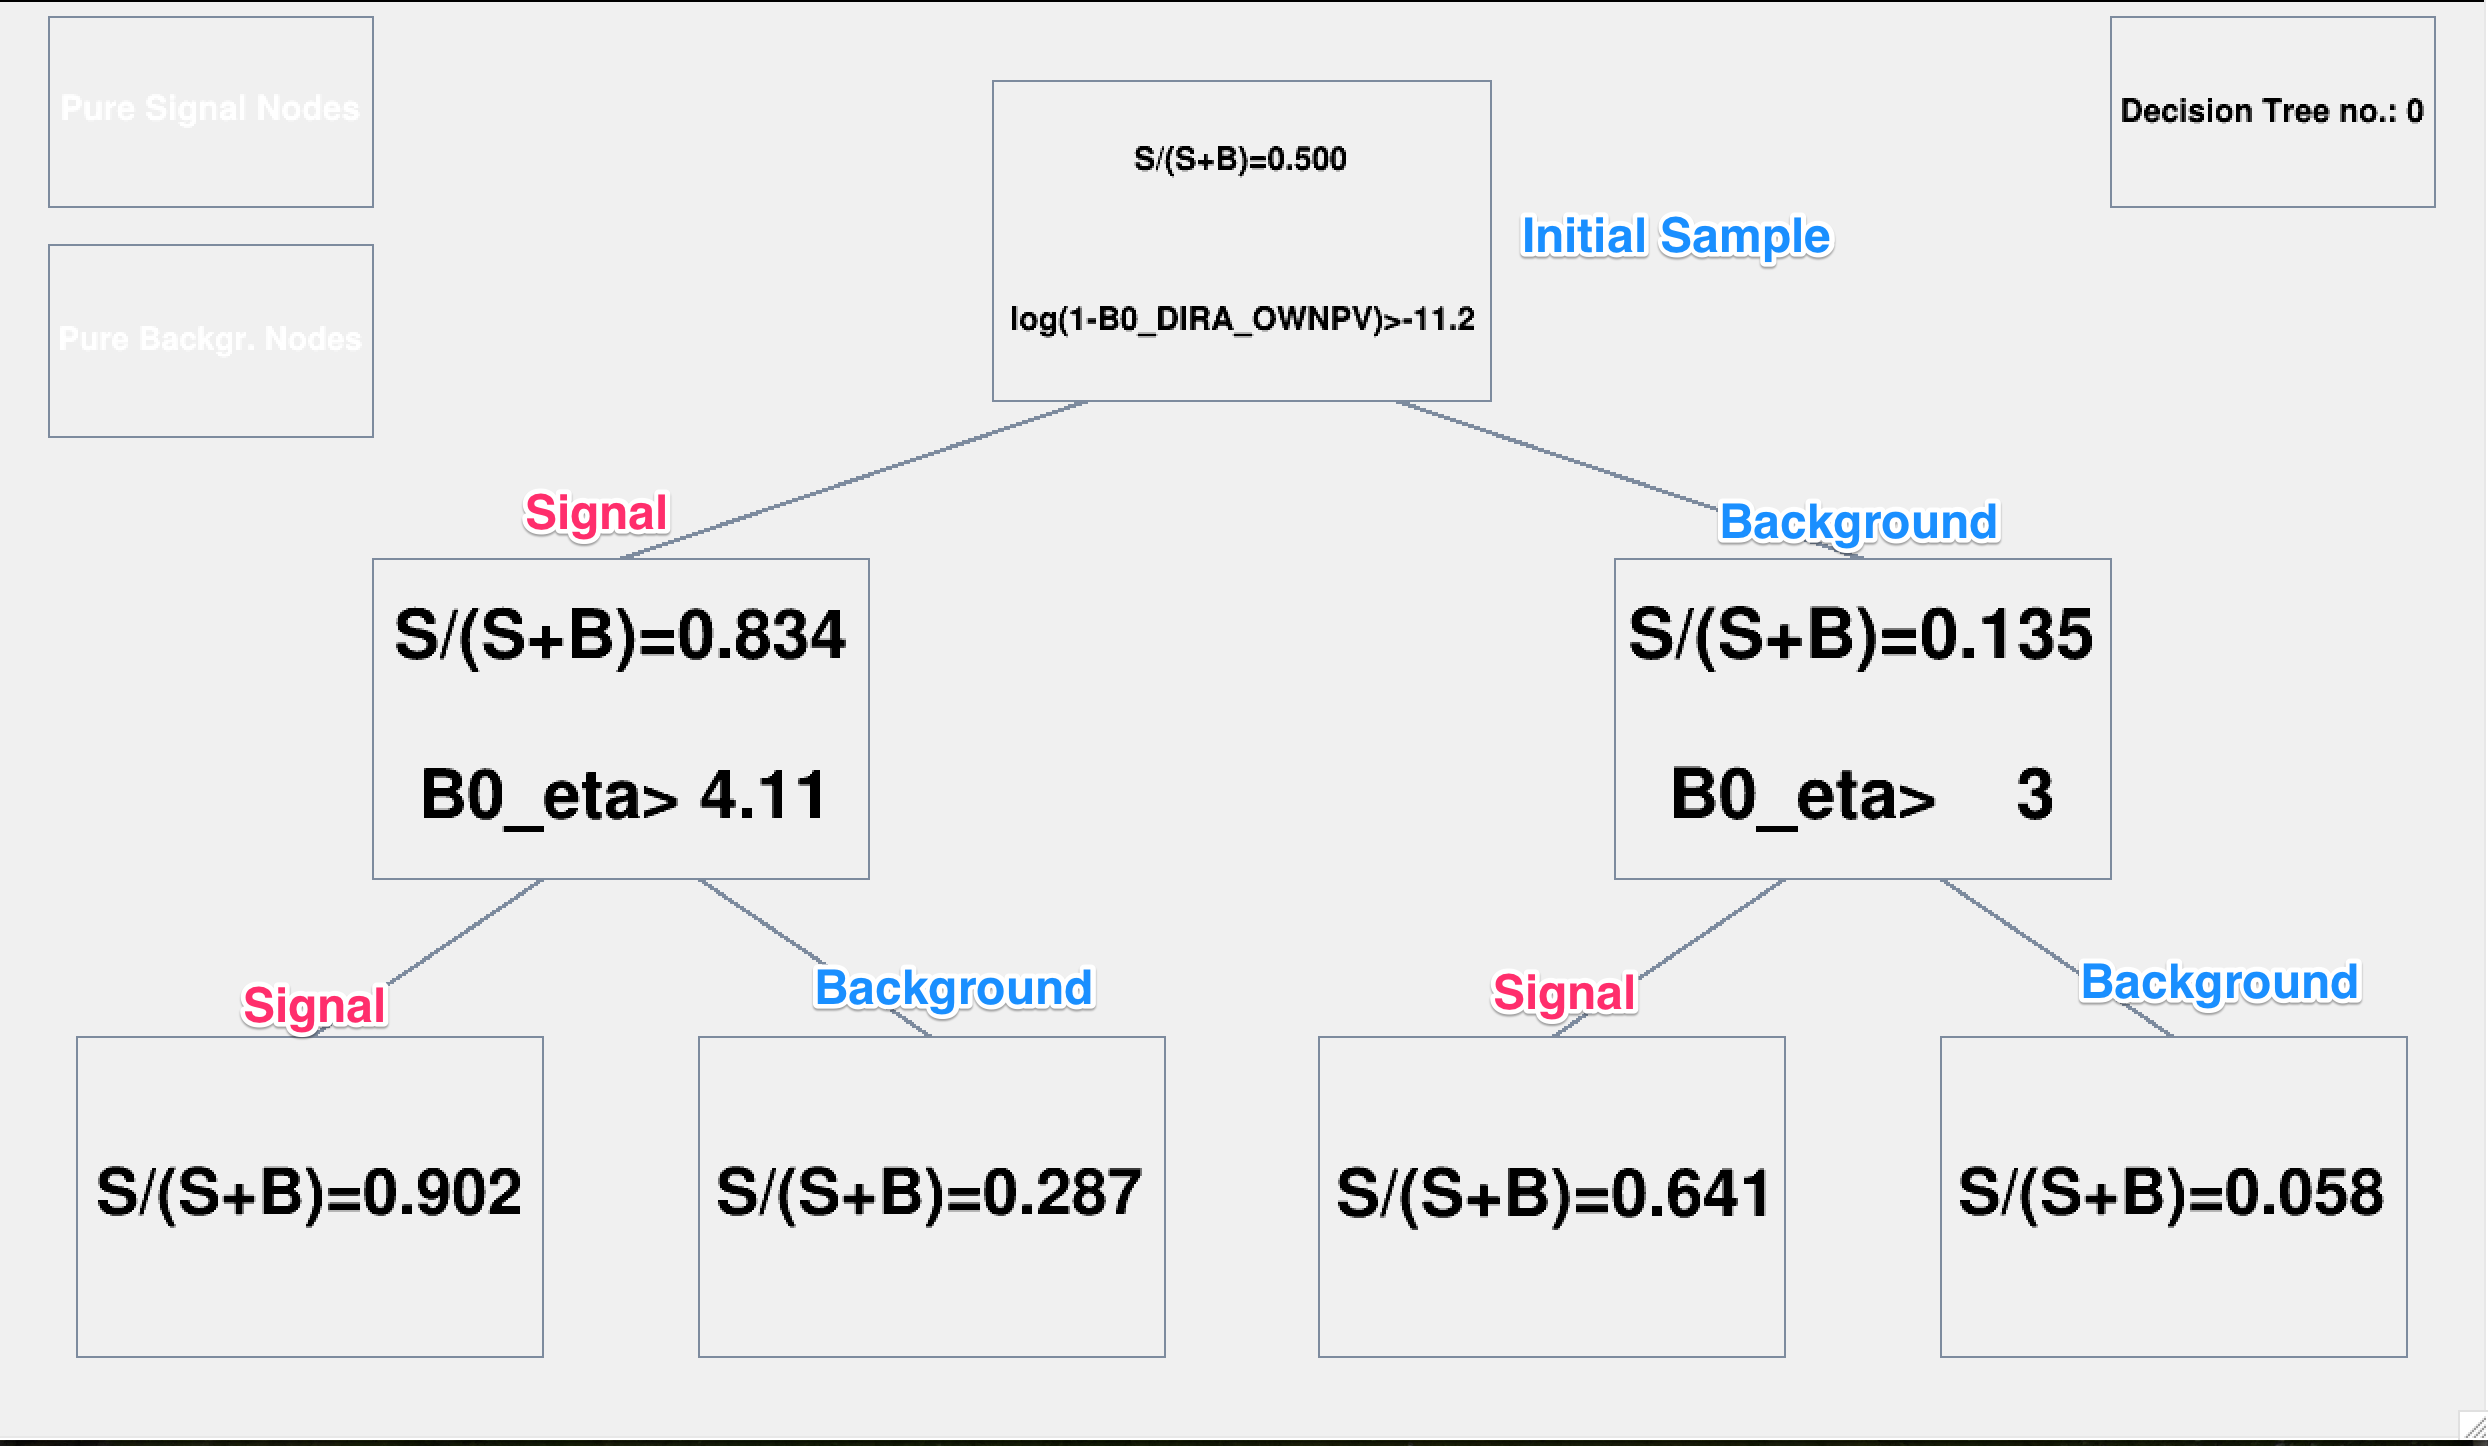 Pure Signal Nodes
Decision Tree no.: 0
S/(S+B)=0.500
Initial Sample
log(1-B0_DIRA_OWNPV)>-11.2
Pure Backgr. Nodes
Signal
Background
S/(S+B)=0.834
B0_eta> 4.11
S/(S+B)=0.135
B0_eta> 3
Signal
Background
Signal
Background
S/(S+B)=0.902
S/(S+B)=0.287
S/(S+B)=0.641
S/(S+B)=0.058